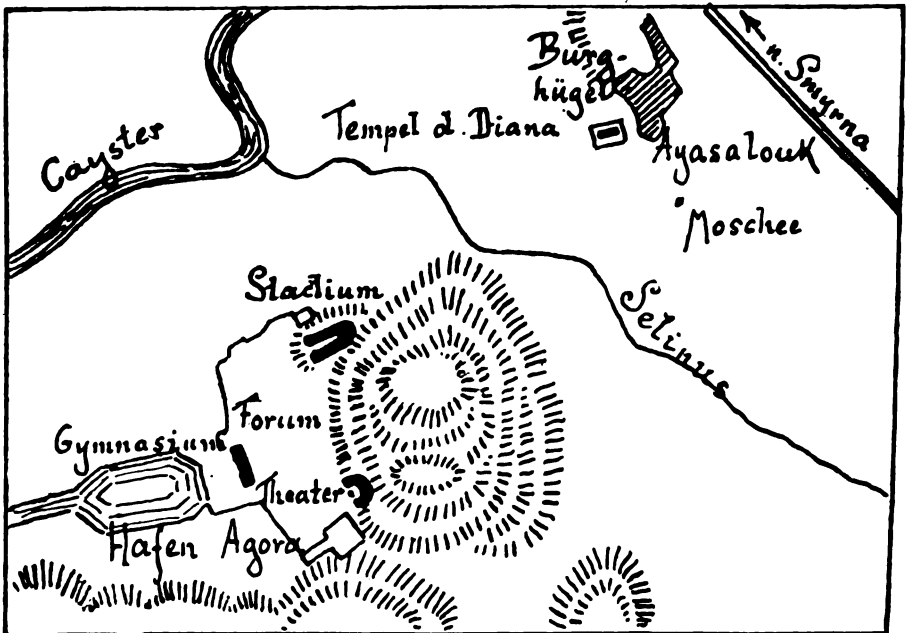 Burg-
hügel
n. Smyrna
Tempel d. Diana
Cayster
Ayasalouk
Moschee
Stadium
Selinus
Forum
Gymnasium
Theater
Hafen
Agora